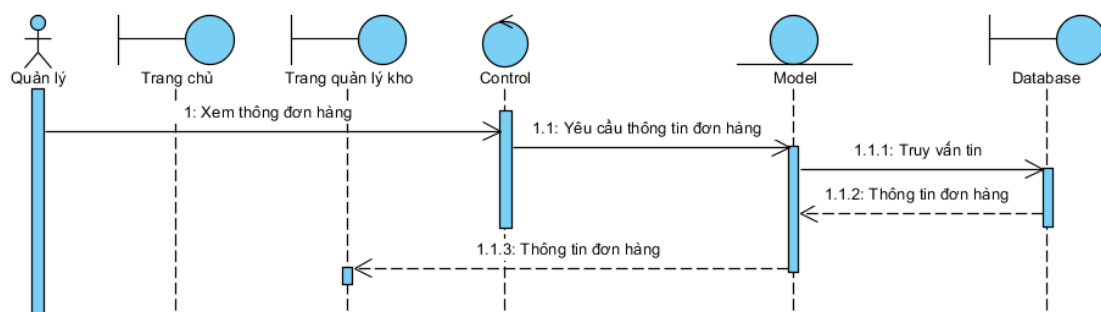 Quản lý
Trang chủ
Trang quản lý kho
Control
Model
Database
1: Xem thông đơn hàng
1.1: Yêu cầu thông tin đơn hàng
1.1.1: Truy vấn tin
1.1.2: Thông tin đơn hàng
1.1.3: Thông tin đơn hàng